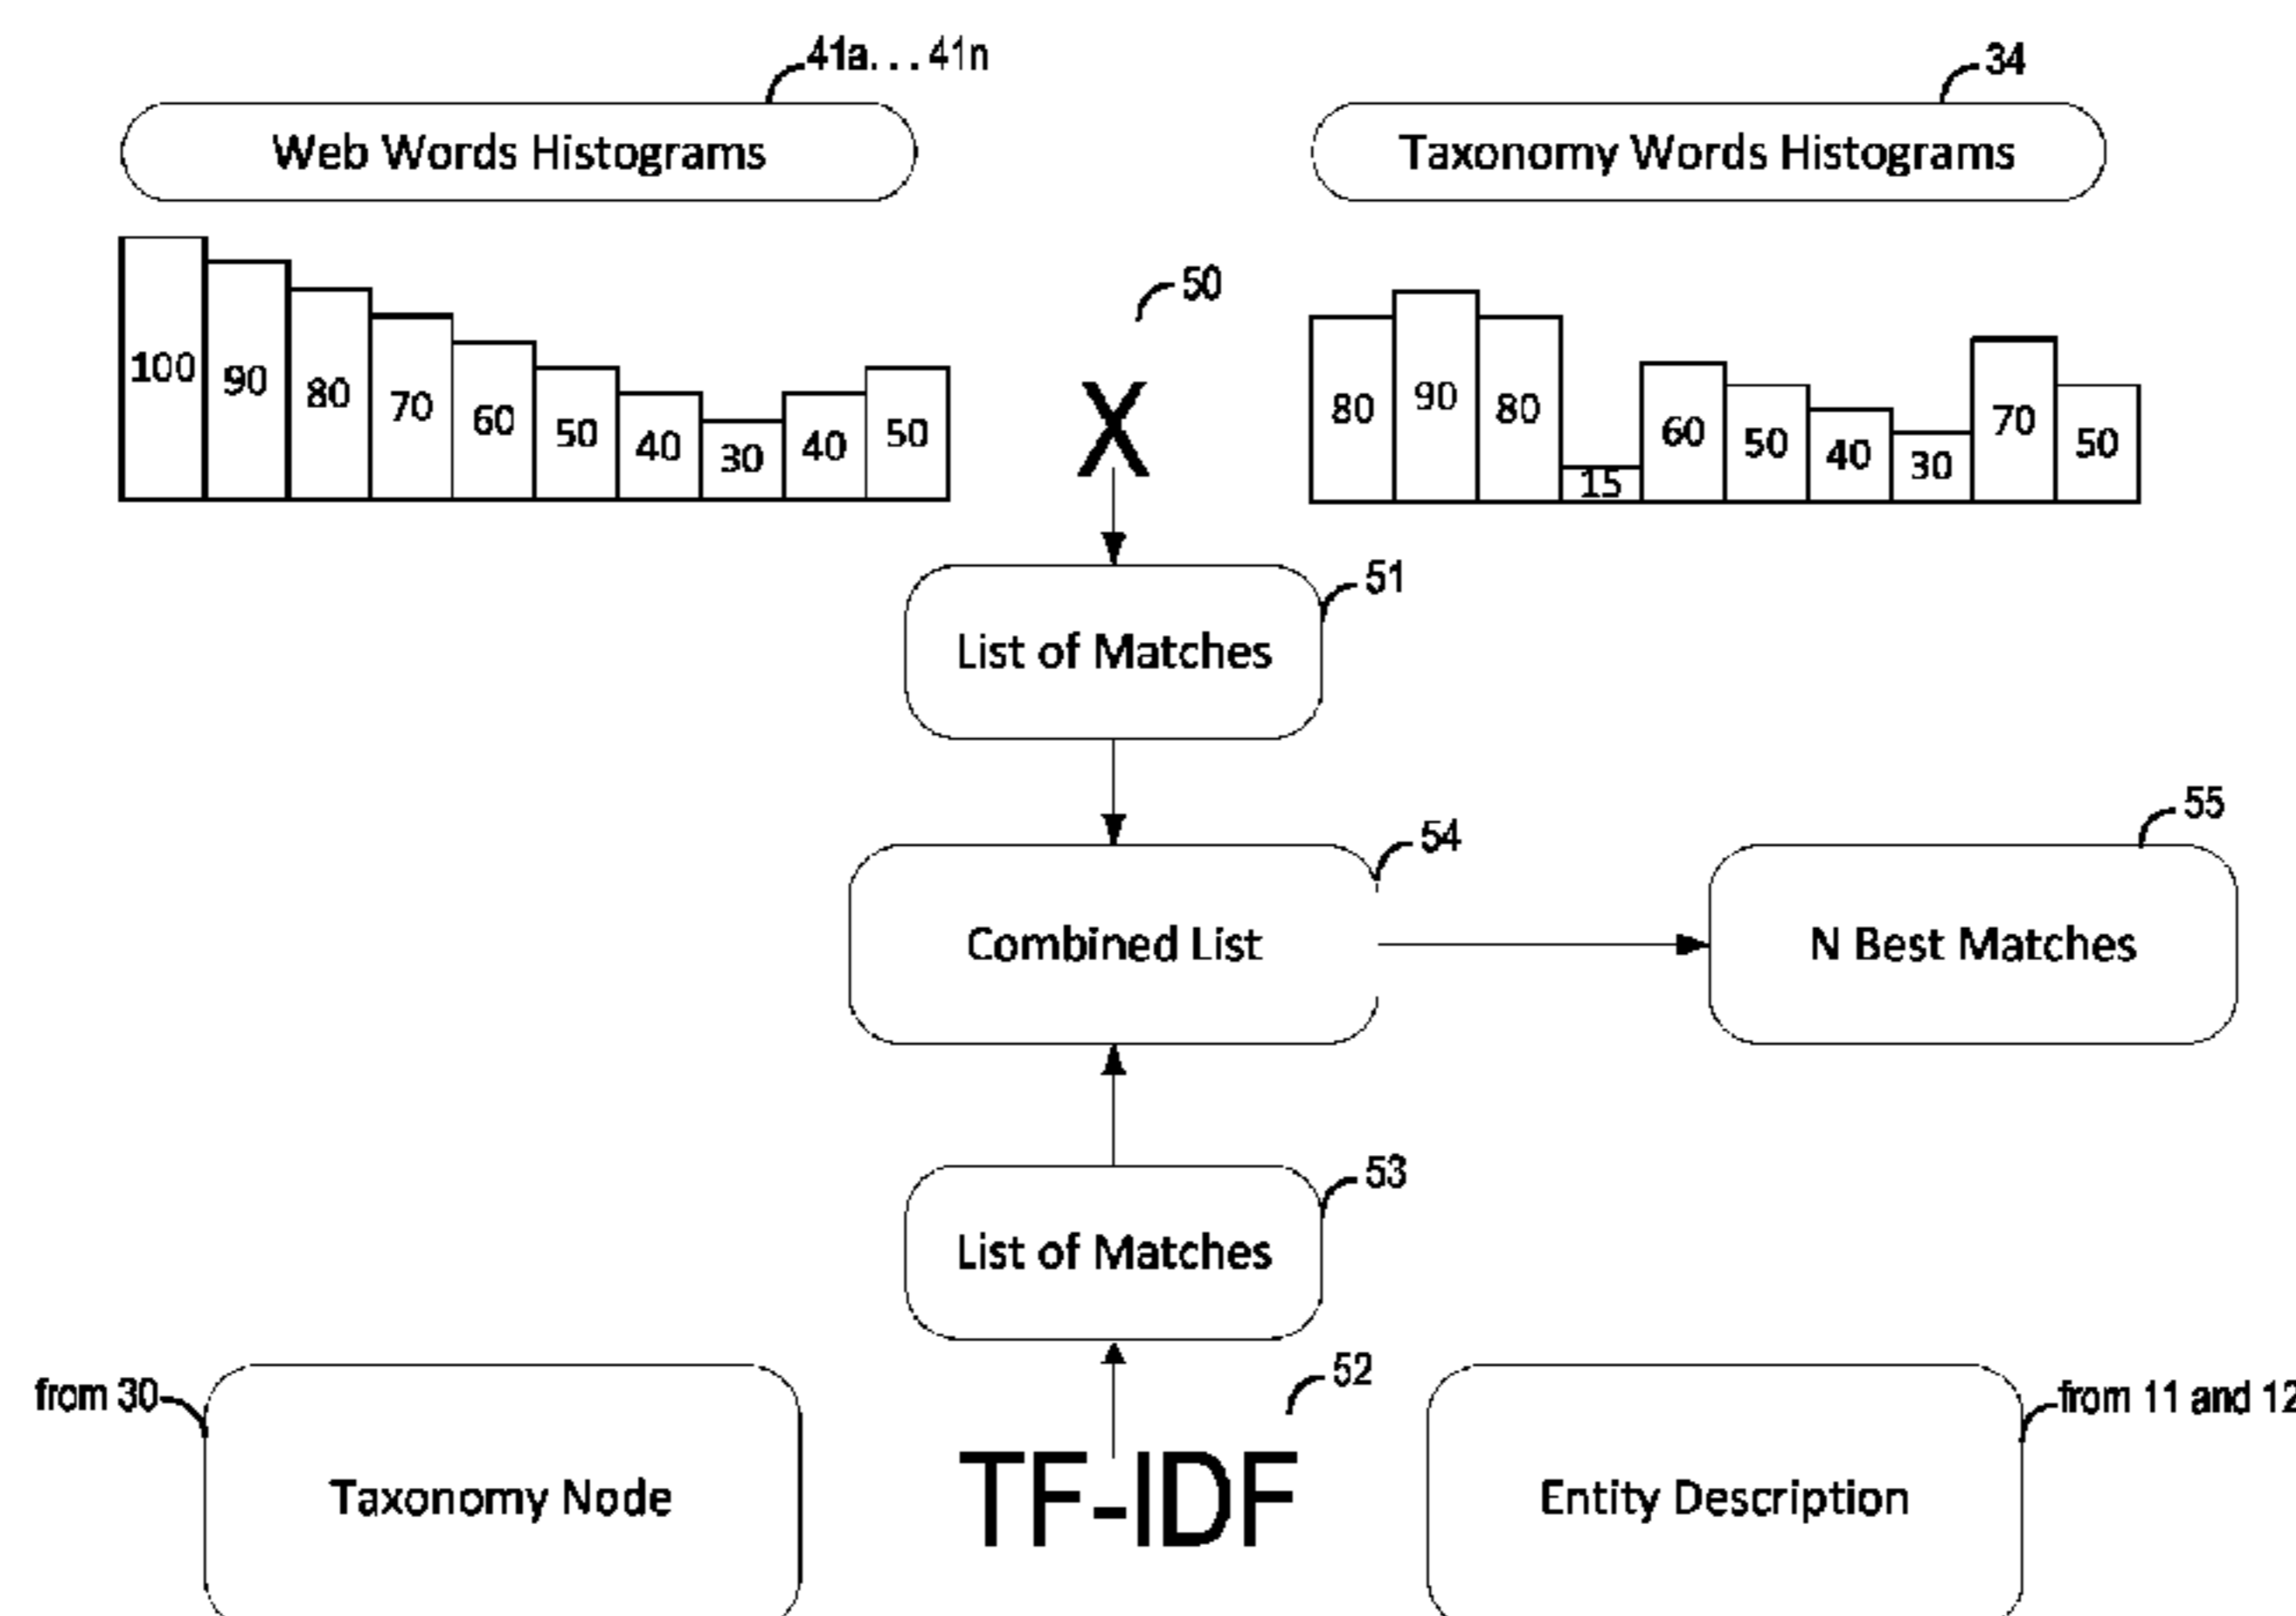 41a. . . 41n
34
Web Words Histograms
Taxonomy Words Histograms
50
100 90 80 70 60 50 40 30 40 50
X
80 90 80 15 60 50 40 30 70 50
51
List of Matches
55
54
Combined List
N Best Matches
53
List of Matches
52
from 30
from 11 and 12
Taxonomy Node
TF-IDF
Entity Description